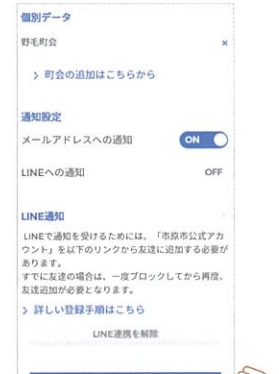 個別データ
野毛町会 ×
> 町会の追加はこちらから
通知設定
メールアドレスへの通知 ON
LINEへの通知 OFF
LINE通知
LINEで通知を受けるためには、「市原市公式アカ
ウント」を以下のリンクから友達に追加する必要が
あります。
すでに友達の場合は、一度ブロックしてから再度、
友達追加が必要となります。
> 詳しい登録手順はこちら
LINE連携を解除